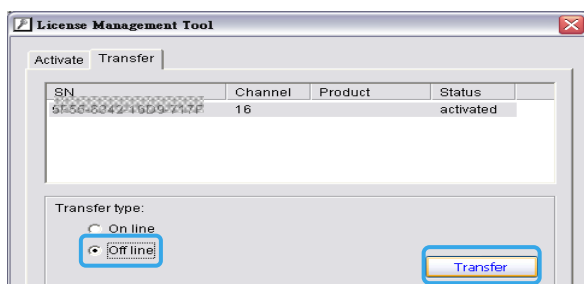 License Management Tool
Activate Transfer
SN Channel Product Status
16 activated
Transfer type:
On line
Off line
Transfer